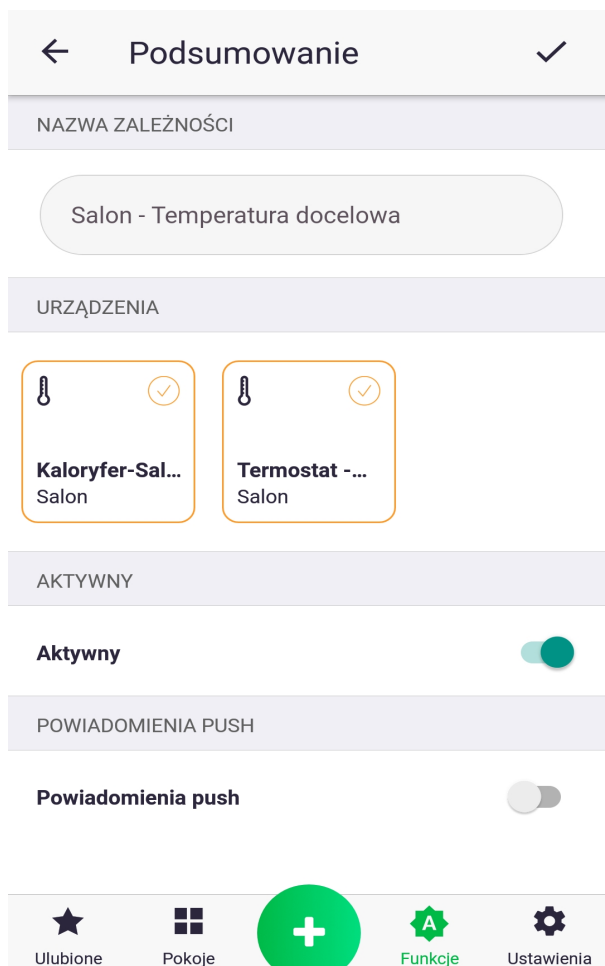 Podsumowanie
NAZWA ZALEŻNOŚCI
Salon - Temperatura docelowa
URZĄDZENIA
Kaloryfer-Sal...
Salon
Termostat -...
Salon
AKTYWNY
Aktywny
POWIADOMIENIA PUSH
Powiadomienia push
A
Ulubione
Pokoje
Funkcje
Ustawienia